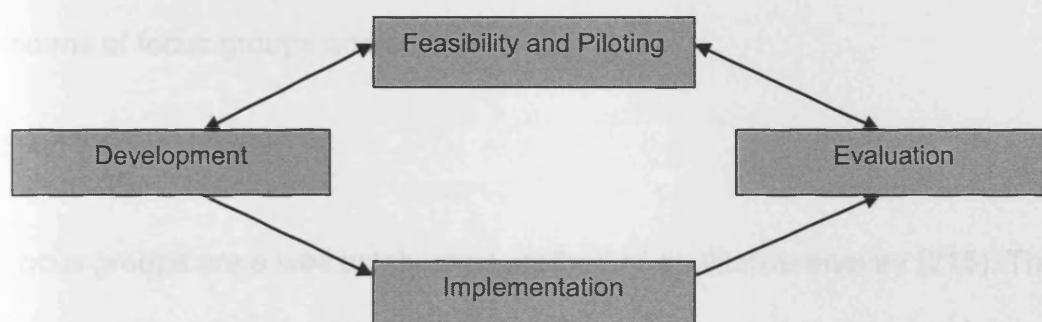 Feasibility and Piloting
Development
Evaluation
Implementation